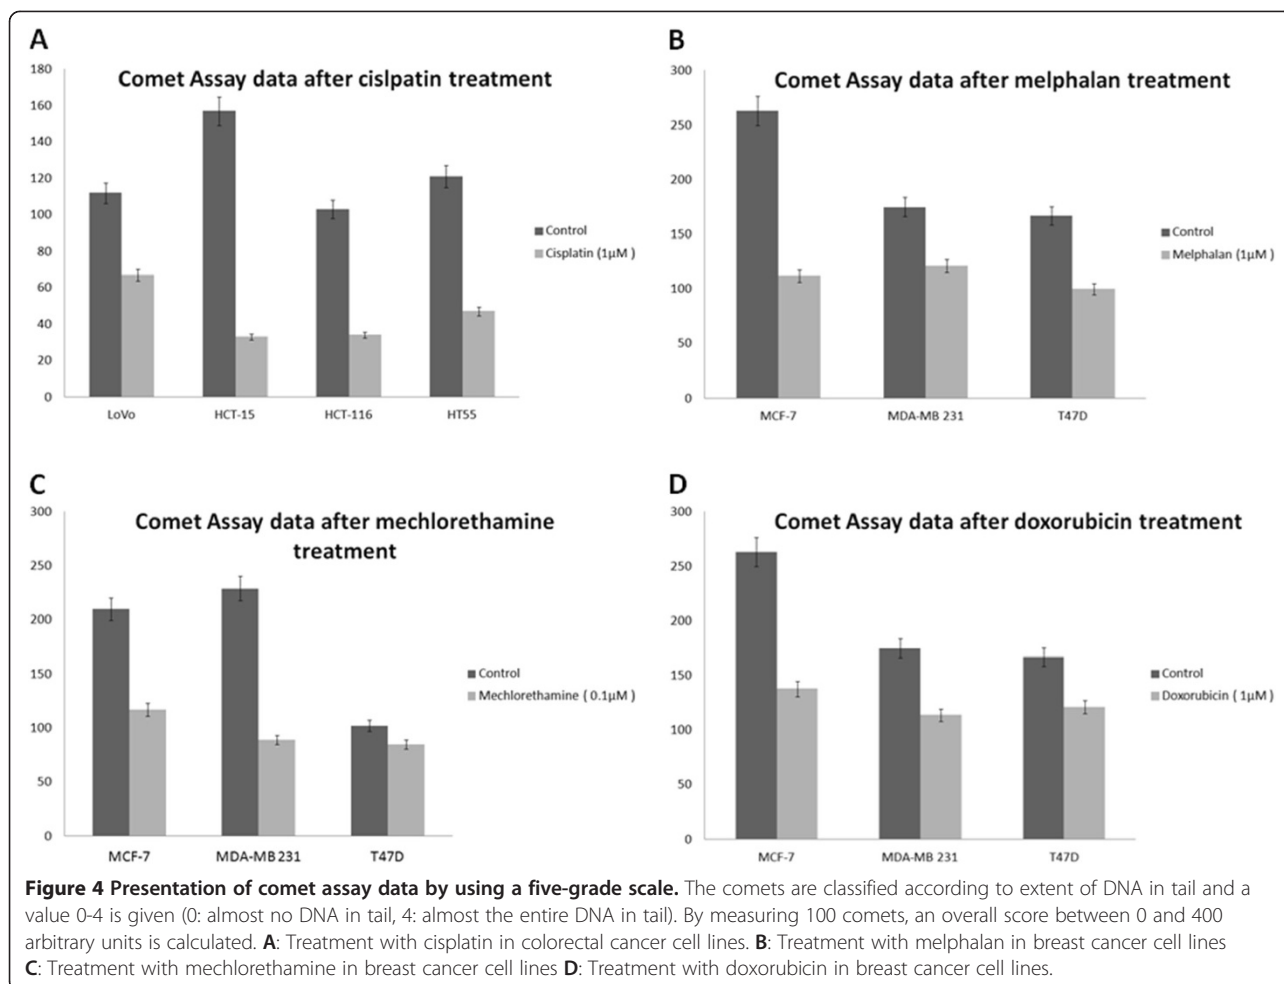 A
Comet Assay data after cislpatin treatment
180
160
140
120
100
80
60
40
20
0
LoVo
HCT-15
HCT-116
HT55
Control
Cisplatin (1µM )
B
Comet Assay data after melphalan treatment
300
250
200
150
100
50
0
MCF-7
MDA-MB 231
T47D
Control
Melphalan (1µM )
C
Comet Assay data after mechlorethamine
treatment
300
250
200
150
100
50
0
MCF-7
MDA-MB 231
T47D
Control
Mechlorethamine ( 0.1µM )
D
Comet Assay data after doxorubicin treatment
300
250
200
150
100
50
0
MCF-7
MDA-MB 231
T47D
Control
Doxorubicin ( 1µM )
Figure 4 Presentation of comet assay data by using a five-grade scale. The comets are classified according to extent of DNA in tail and a
value 0-4 is given (0: almost no DNA in tail, 4: almost the entire DNA in tail). By measuring 100 comets, an overall score between 0 and 400
arbitrary units is calculated. A: Treatment with cisplatin in colorectal cancer cell lines. B: Treatment with melphalan in breast cancer cell lines
C: Treatment with mechlorethamine in breast cancer cell lines D: Treatment with doxorubicin in breast cancer cell lines.